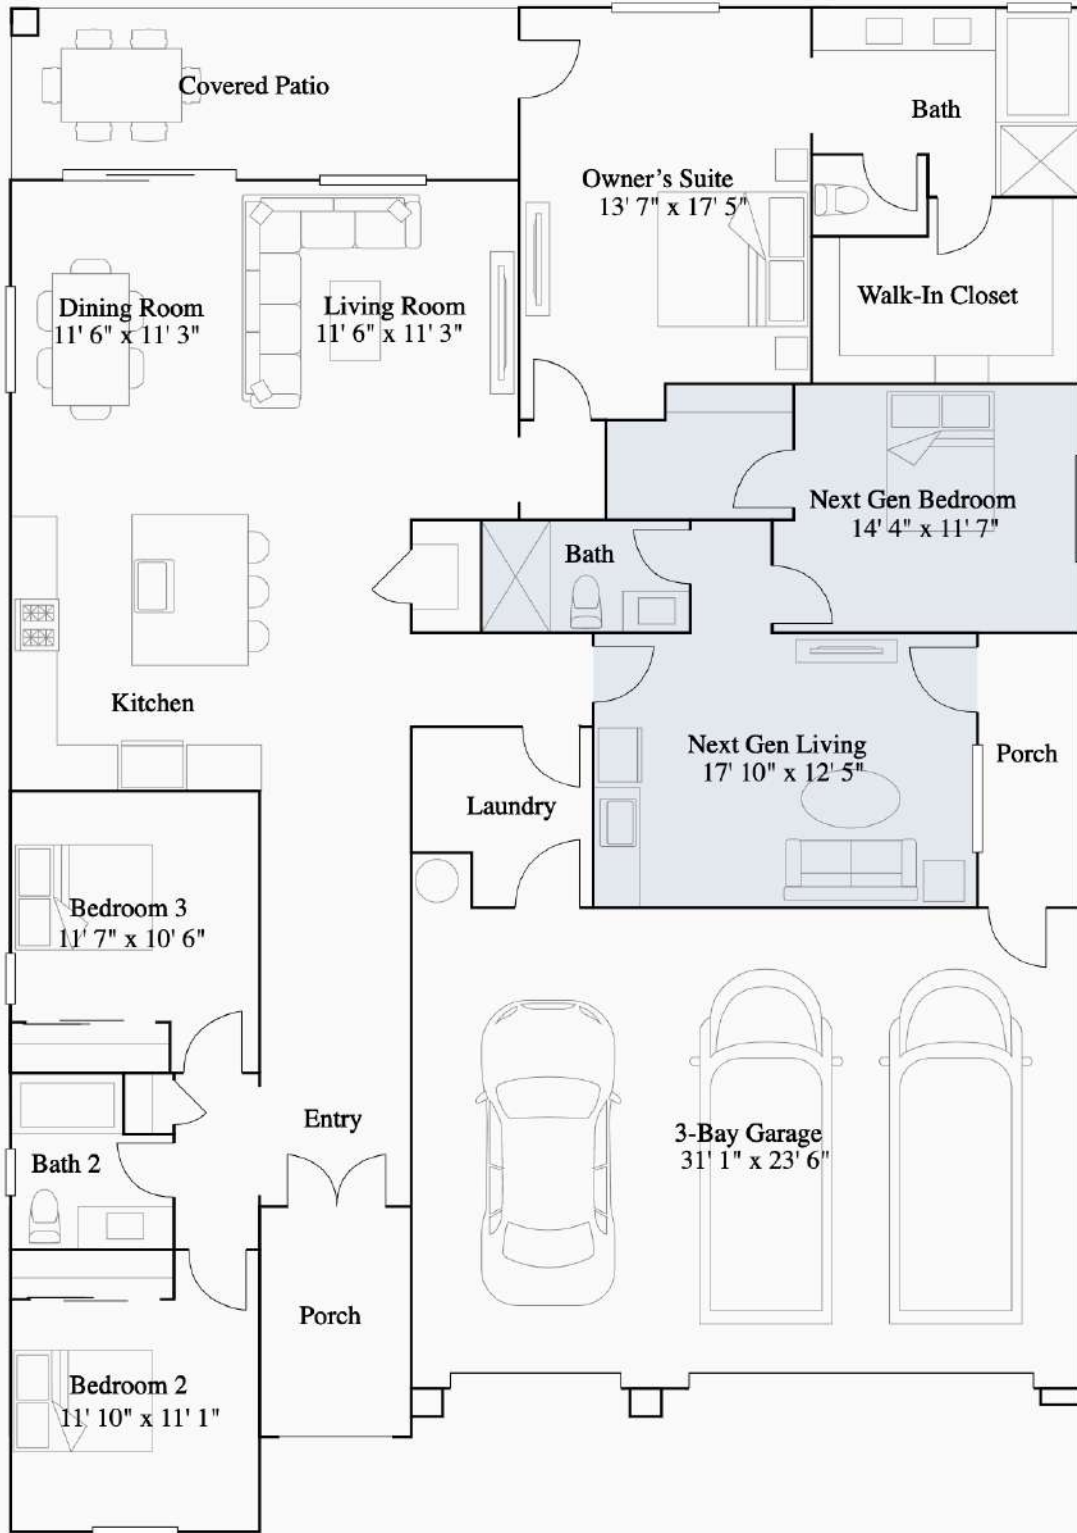 Covered Patio
Bath
Owner’s Suite
13' 7" x 17' 5"
Walk-In Closet
Dining Room
11' 6" x 11' 3"
Living Room
11' 6" x 11' 3"
Next Gen Bedroom
14' 4" x 11' 7"
Bath
Kitchen
Next Gen Living
17' 10" x 12' 5"
Porch
Laundry
Bedroom 3
11' 7" x 10' 6"
Entry
3-Bay Garage
31' 1" x 23' 6"
Bath 2
Porch
Bedroom 2
11' 10" x 11' 1"